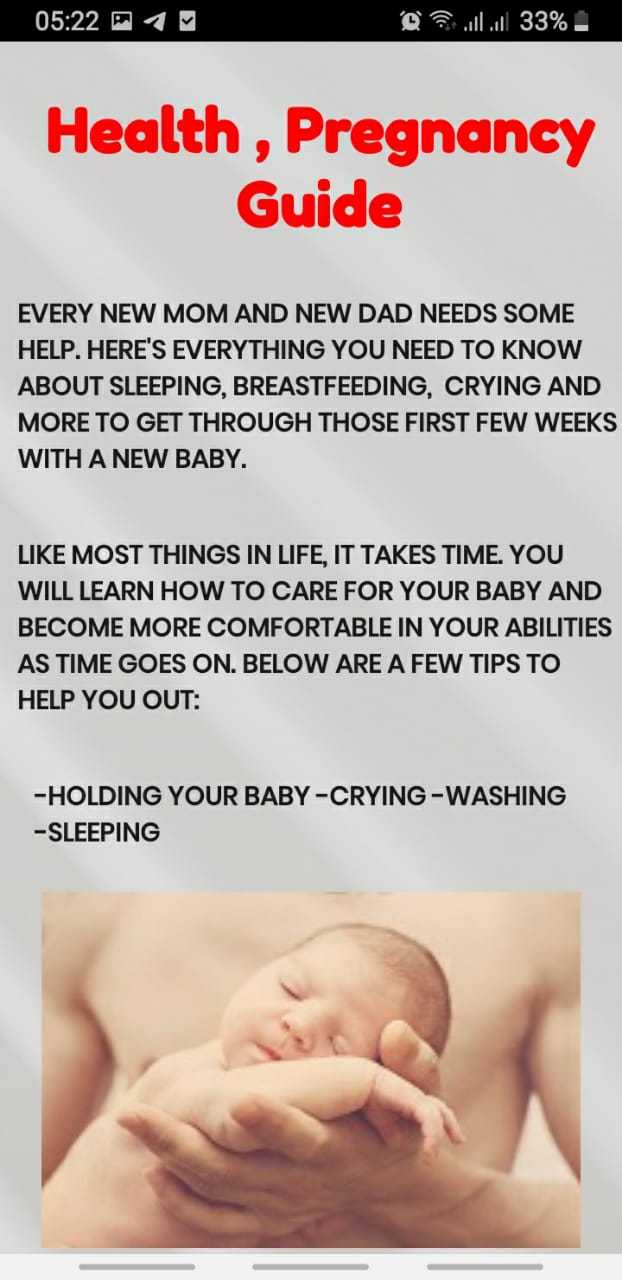 05:22
33%
Health , Pregnancy
Guide
EVERY NEW MOM AND NEW DAD NEEDS SOME
HELP. HERE'S EVERYTHING YOU NEED TO KNOW
ABOUT SLEEPING, BREASTFEEDING, CRYING AND
MORE TO GET THROUGH THOSE FIRST FEW WEEKS
WITH A NEW BABY.
LIKE MOST THINGS IN LIFE, IT TAKES TIME. YOU
WILL LEARN HOW TO CARE FOR YOUR BABY AND
BECOME MORE COMFORTABLE IN YOUR ABILITIES
AS TIME GOES ON. BELOW ARE A FEW TIPS TO
HELP YOU OUT:
-HOLDING YOUR BABY -CRYING -WASHING
-SLEEPING